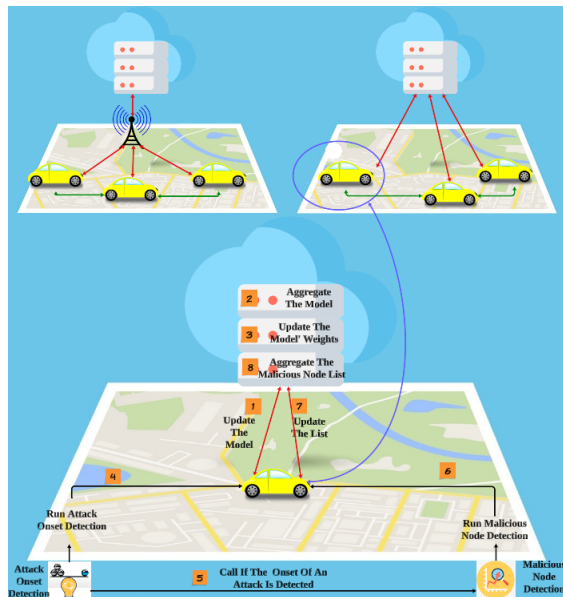 2 Aggregate
The Model
3 Update The
Model' Weights
8 Aggregate The
Malicious Node List
1
7
Update
The
Model
Update
The List
4
6
Run Attack
Onset Detection
Run Malicious
Node Detection
Attack
Onset
Detection
5 Call If The Onset Of An
Attack Is Detected
Malicious
Node
Detection